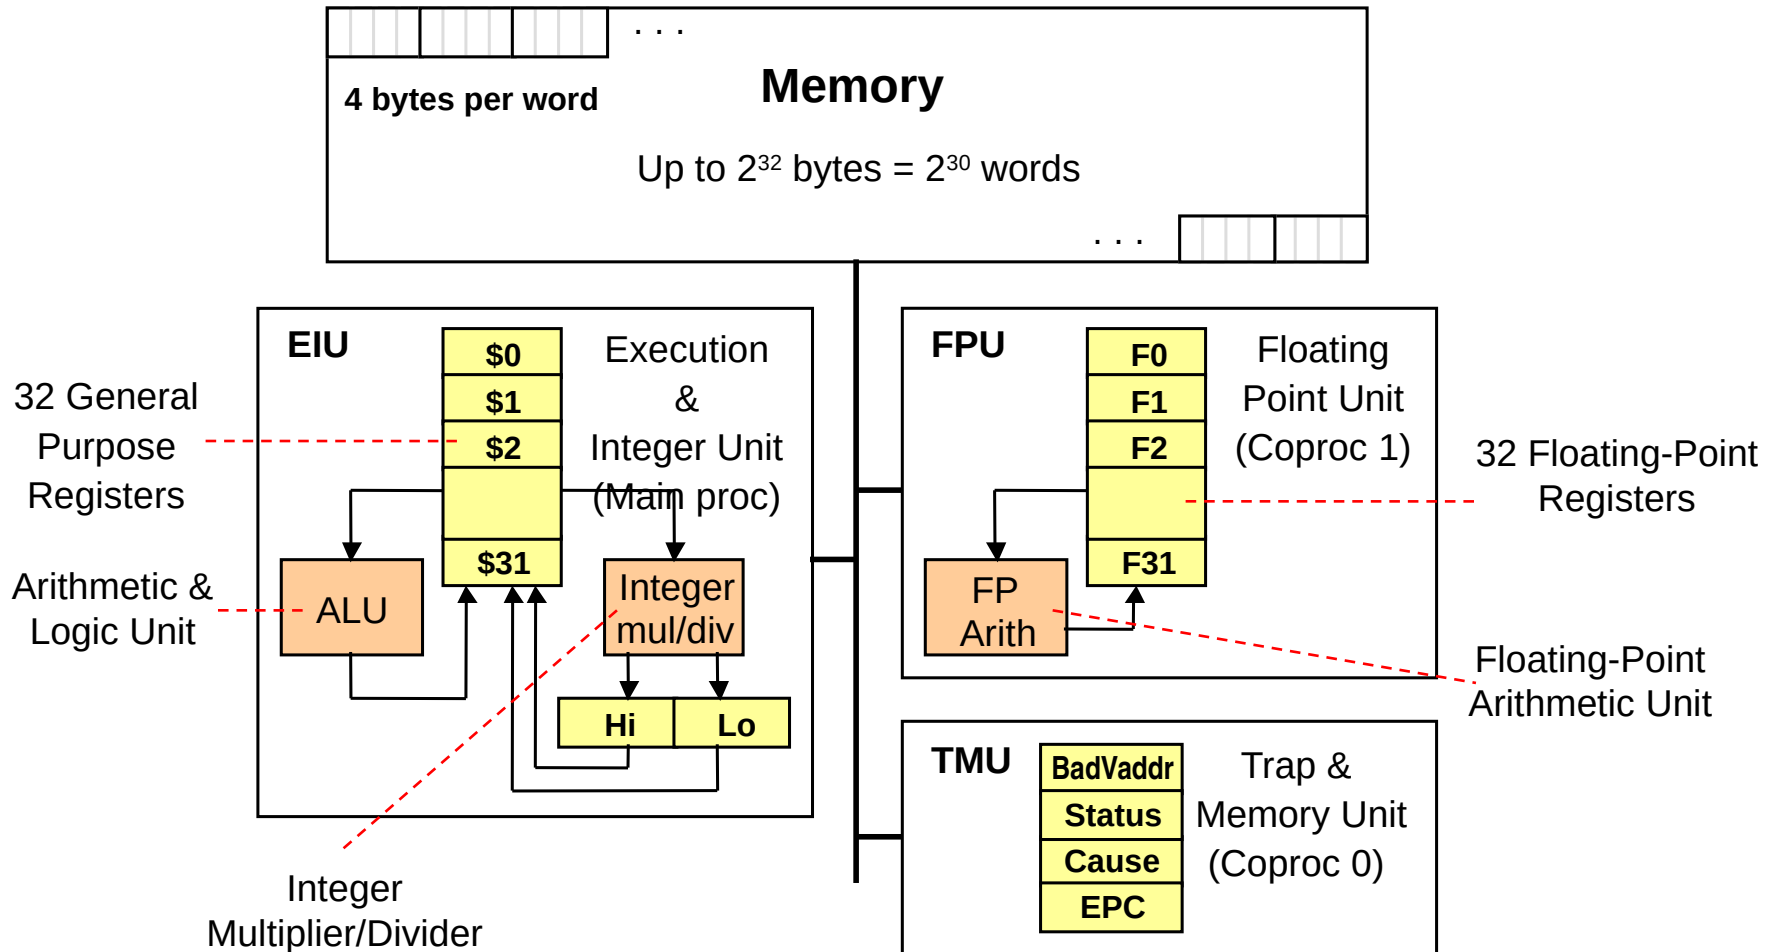 . . .
Memory
4 bytes per word
Up to 2³² bytes = 2³⁰ words
. . .
EIU
$0
$1
$2
$31
Execution
&
Integer Unit
(Main proc)
32 General
Purpose
Registers
Arithmetic &
Logic Unit
ALU
Integer
mul/div
Hi
Lo
Integer
Multiplier/Divider
FPU
F0
F1
F2
F31
Floating
Point Unit
(Coproc 1)
32 Floating-Point
Registers
FP
Arith
Floating-Point
Arithmetic Unit
TMU
BadVaddr
Status
Cause
EPC
Trap &
Memory Unit
(Coproc 0)